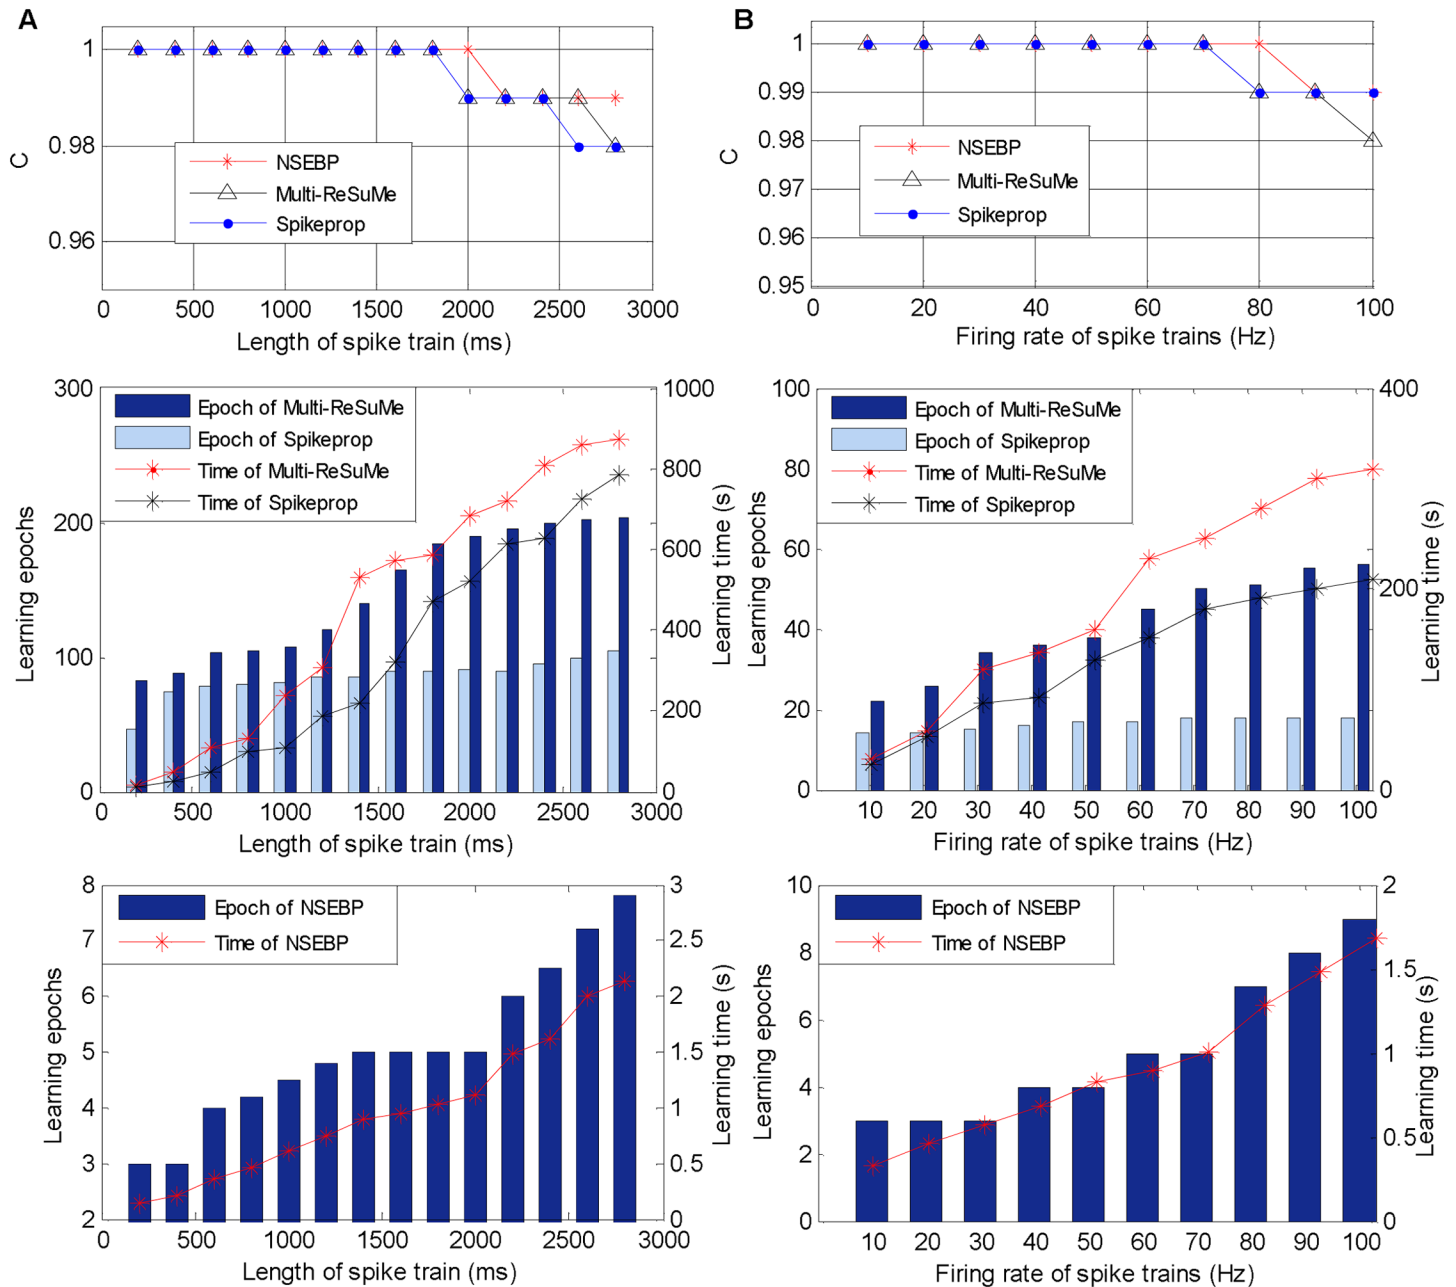 A
1
0.98
0.96
C
NSEBP
Multi-ReSuMe
Spikeprop
0 500 1000 1500 2000 2500 3000
Length of spike train (ms)
B
1
0.99
0.98
0.97
0.96
0.95
C
NSEBP
Multi-ReSuMe
Spikeprop
0 20 40 60 80 100
Firing rate of spike trains (Hz)
300
200
100
0
Learning epochs
Epoch of Multi-ReSuMe
Epoch of Spikeprop
Time of Multi-ReSuMe
Time of Spikeprop
1000
800
600
400
200
0
Learning time (s)
0 500 1000 1500 2000 2500 3000
Length of spike train (ms)
100
80
60
40
20
0
Learning epochs
Epoch of Multi-ReSuMe
Epoch of Spikeprop
Time of Multi-ReSuMe
Time of Spikeprop
400
200
0
Learning time (s)
10 20 30 40 50 60 70 80 90 100
Firing rate of spike trains (Hz)
8
7
6
5
4
3
2
Learning epochs
Epoch of NSEBP
Time of NSEBP
3
2.5
2
1.5
1
0.5
0
Learning time (s)
0 500 1000 1500 2000 2500 3000
Length of spike train (ms)
10
8
6
4
2
0
Learning epochs
Epoch of NSEBP
Time of NSEBP
2
1.5
1
0.5
0
Learning time (s)
10 20 30 40 50 60 70 80 90 100
Firing rate of spike trains (Hz)